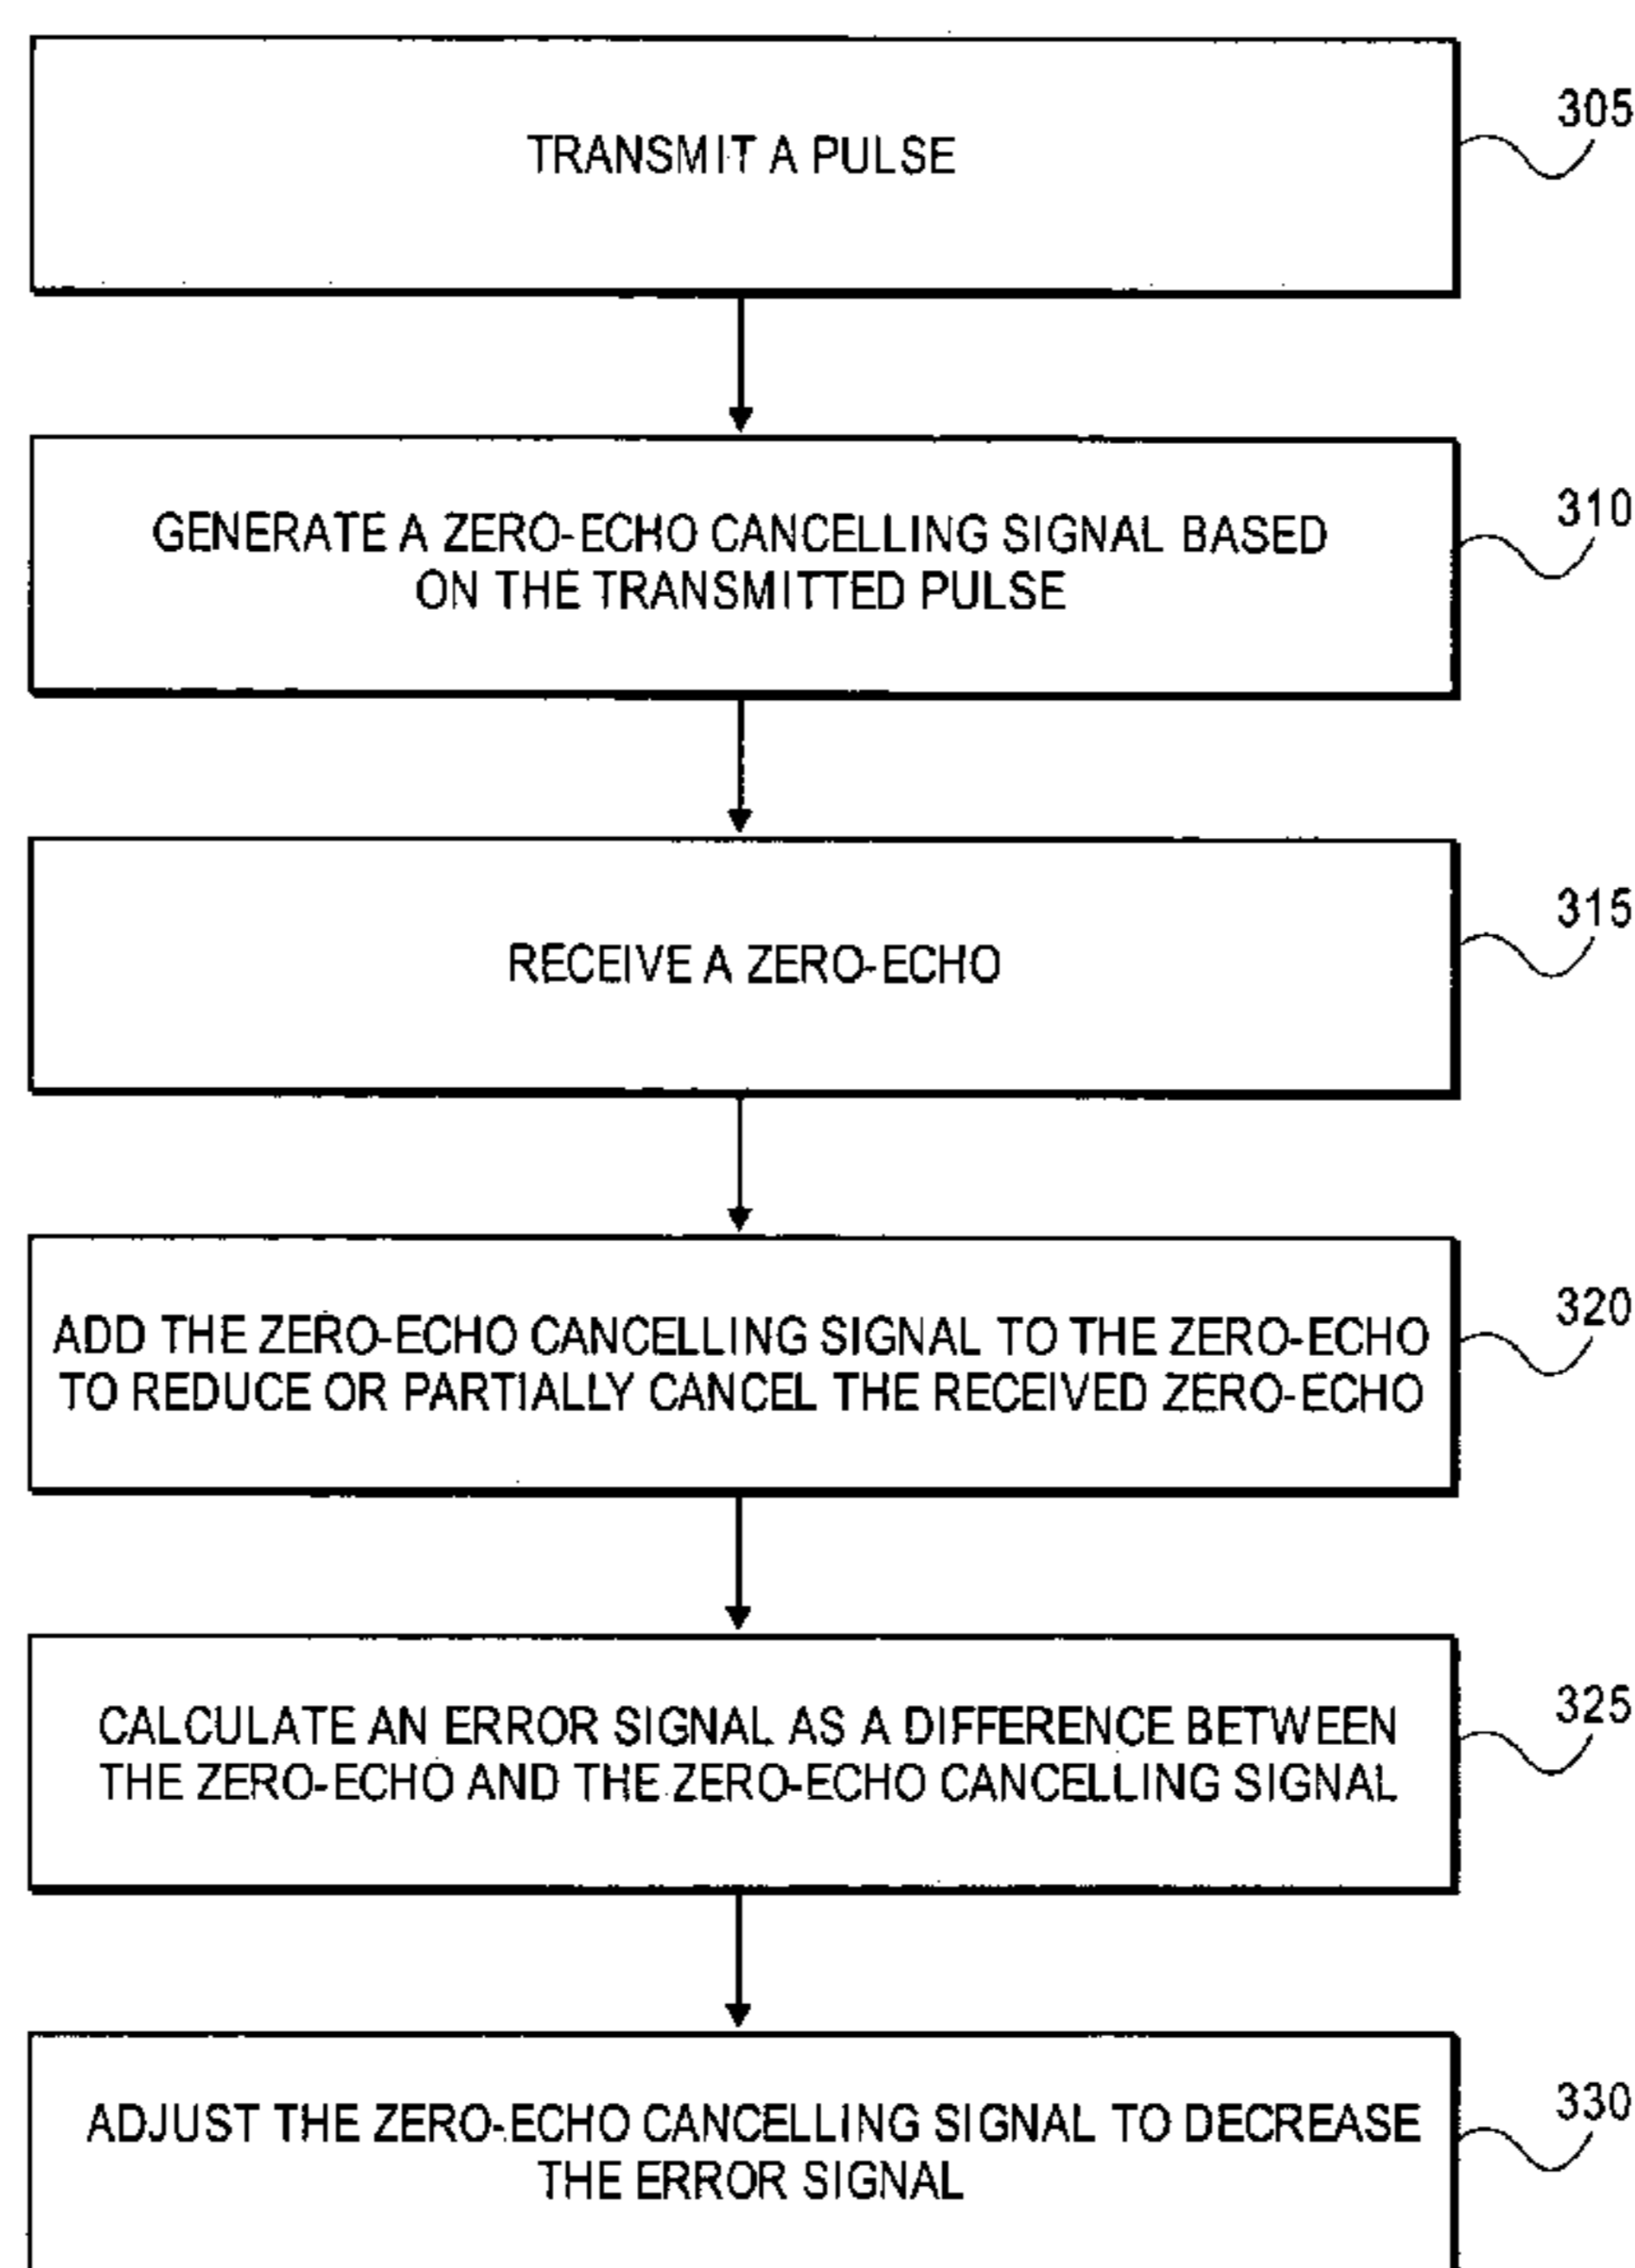 TRANSMIT A PULSE
305
GENERATE A ZERO-ECHO CANCELLING SIGNAL BASED
ON THE TRANSMITTED PULSE
310
RECEIVE A ZERO-ECHO
315
ADD THE ZERO-ECHO CANCELLING SIGNAL TO THE ZERO-ECHO
TO REDUCE OR PARTIALLY CANCEL THE RECEIVED ZERO-ECHO
320
CALCULATE AN ERROR SIGNAL AS A DIFFERENCE BETWEEN
THE ZERO-ECHO AND THE ZERO-ECHO CANCELLING SIGNAL
325
ADJUST THE ZERO-ECHO CANCELLING SIGNAL TO DECREASE
THE ERROR SIGNAL
330